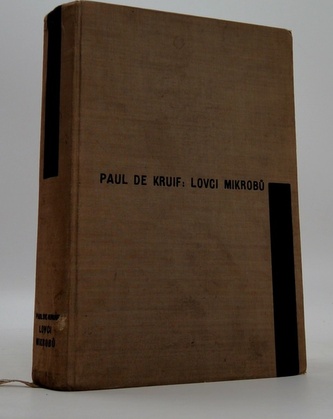 PAUL DE KRUIF: LOVCI MIKROBŮ
PAUL DE KRUIF
LOVCI
MIKROBŮ